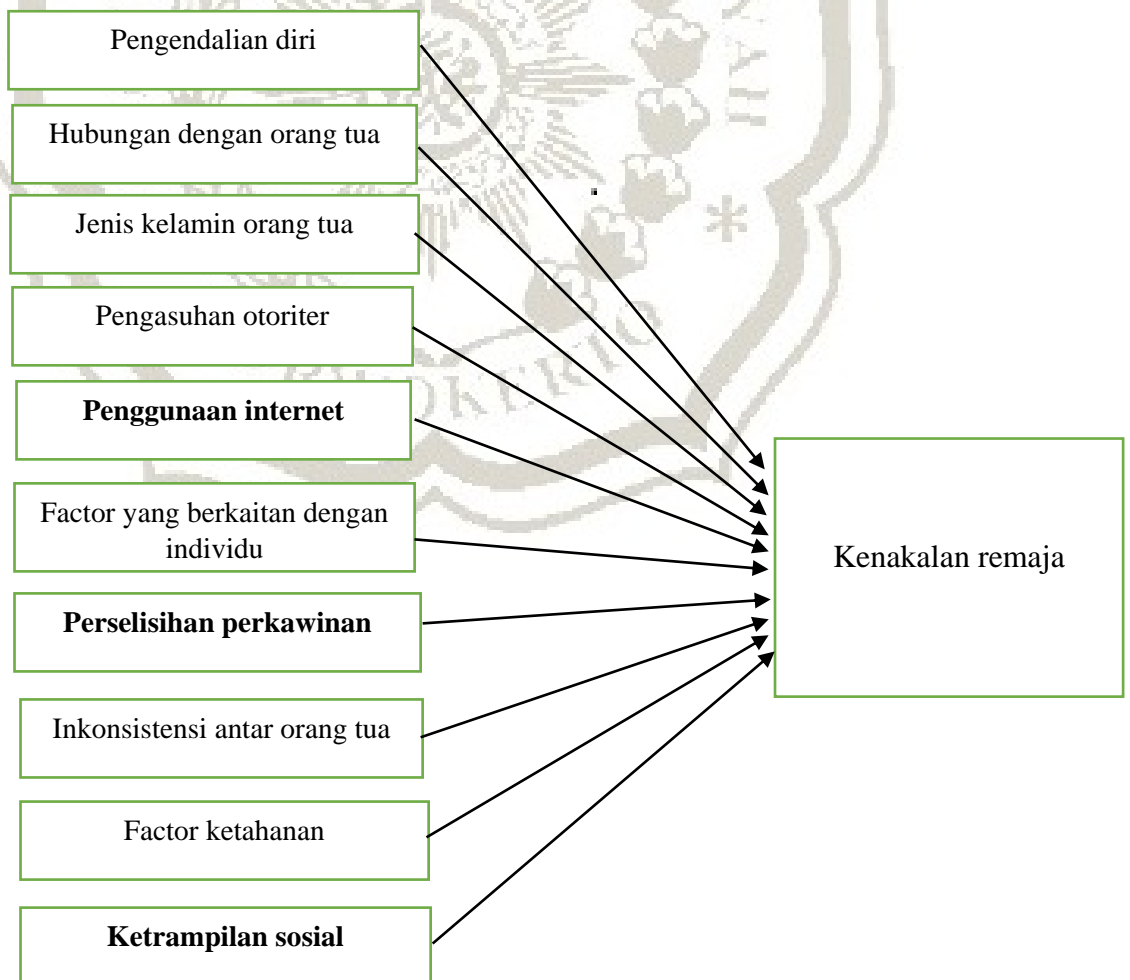 Pengendalian diri
Hubungan dengan orang tua
Jenis kelamin orang tua
Pengasuhan otoriter
Penggunaan internet
Factor yang berkaitan dengan
individu
Perselisihan perkawinan
Inkonsistensi antar orang tua
Factor ketahanan
Ketrampilan sosial
Kenakalan remaja